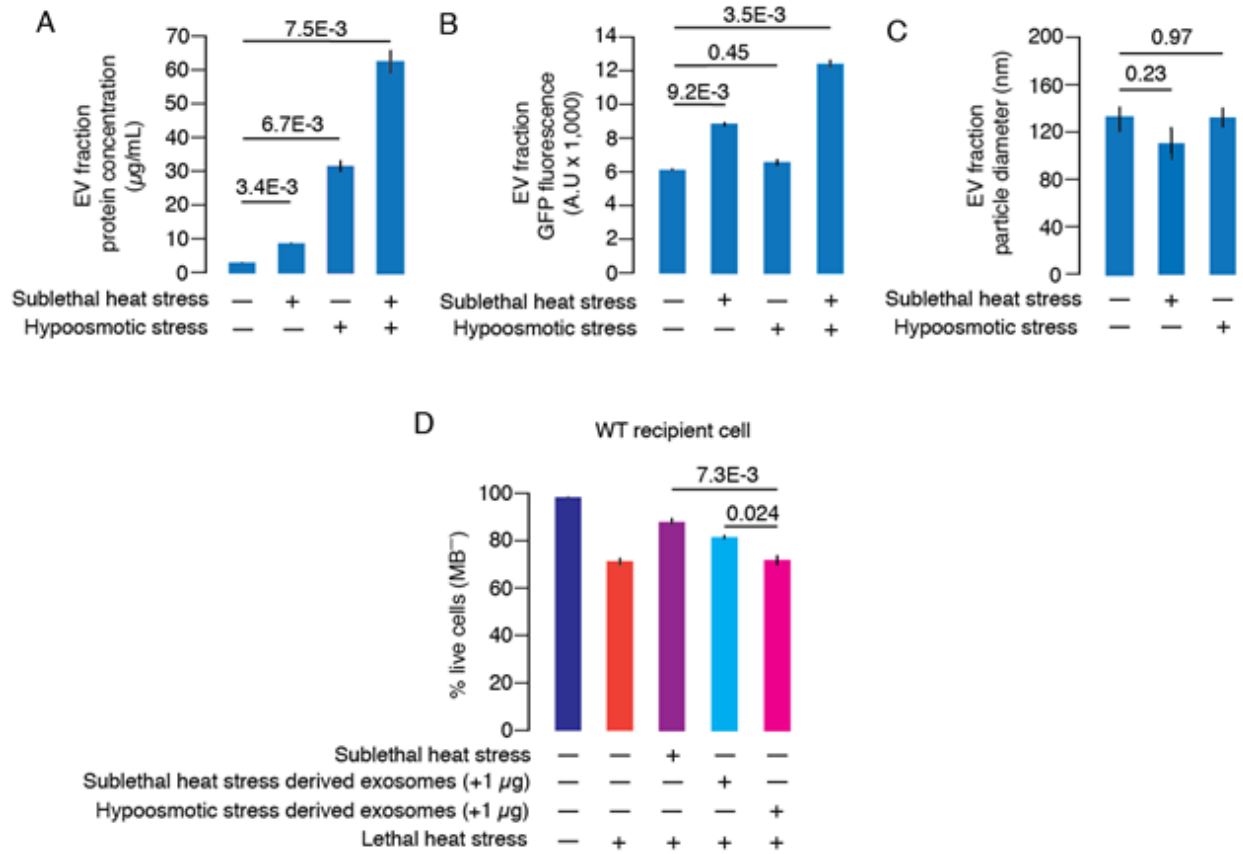 A
EV fraction
protein concentration
(µg/mL)
70
60
50
40
30
20
10
0
7.5E-3
6.7E-3
3.4E-3
Sublethal heat stress — + — +
Hypoosmotic stress — — + +
B
EV fraction
GFP fluorescence
(A.U x 1,000)
14
12
10
8
6
4
2
0
3.5E-3
0.45
9.2E-3
Sublethal heat stress — + — +
Hypoosmotic stress — — + +
C
EV fraction
particle diameter (nm)
200
160
120
80
40
0
0.97
0.23
Sublethal heat stress — + —
Hypoosmotic stress — — +
D
WT recipient cell
% live cells (MB⁻)
100
80
60
40
20
0
7.3E-3
0.024
Sublethal heat stress — — + — —
Sublethal heat stress derived exosomes (+1 µg) — — — + —
Hypoosmotic stress derived exosomes (+1 µg) — — — — +
Lethal heat stress — + + + +